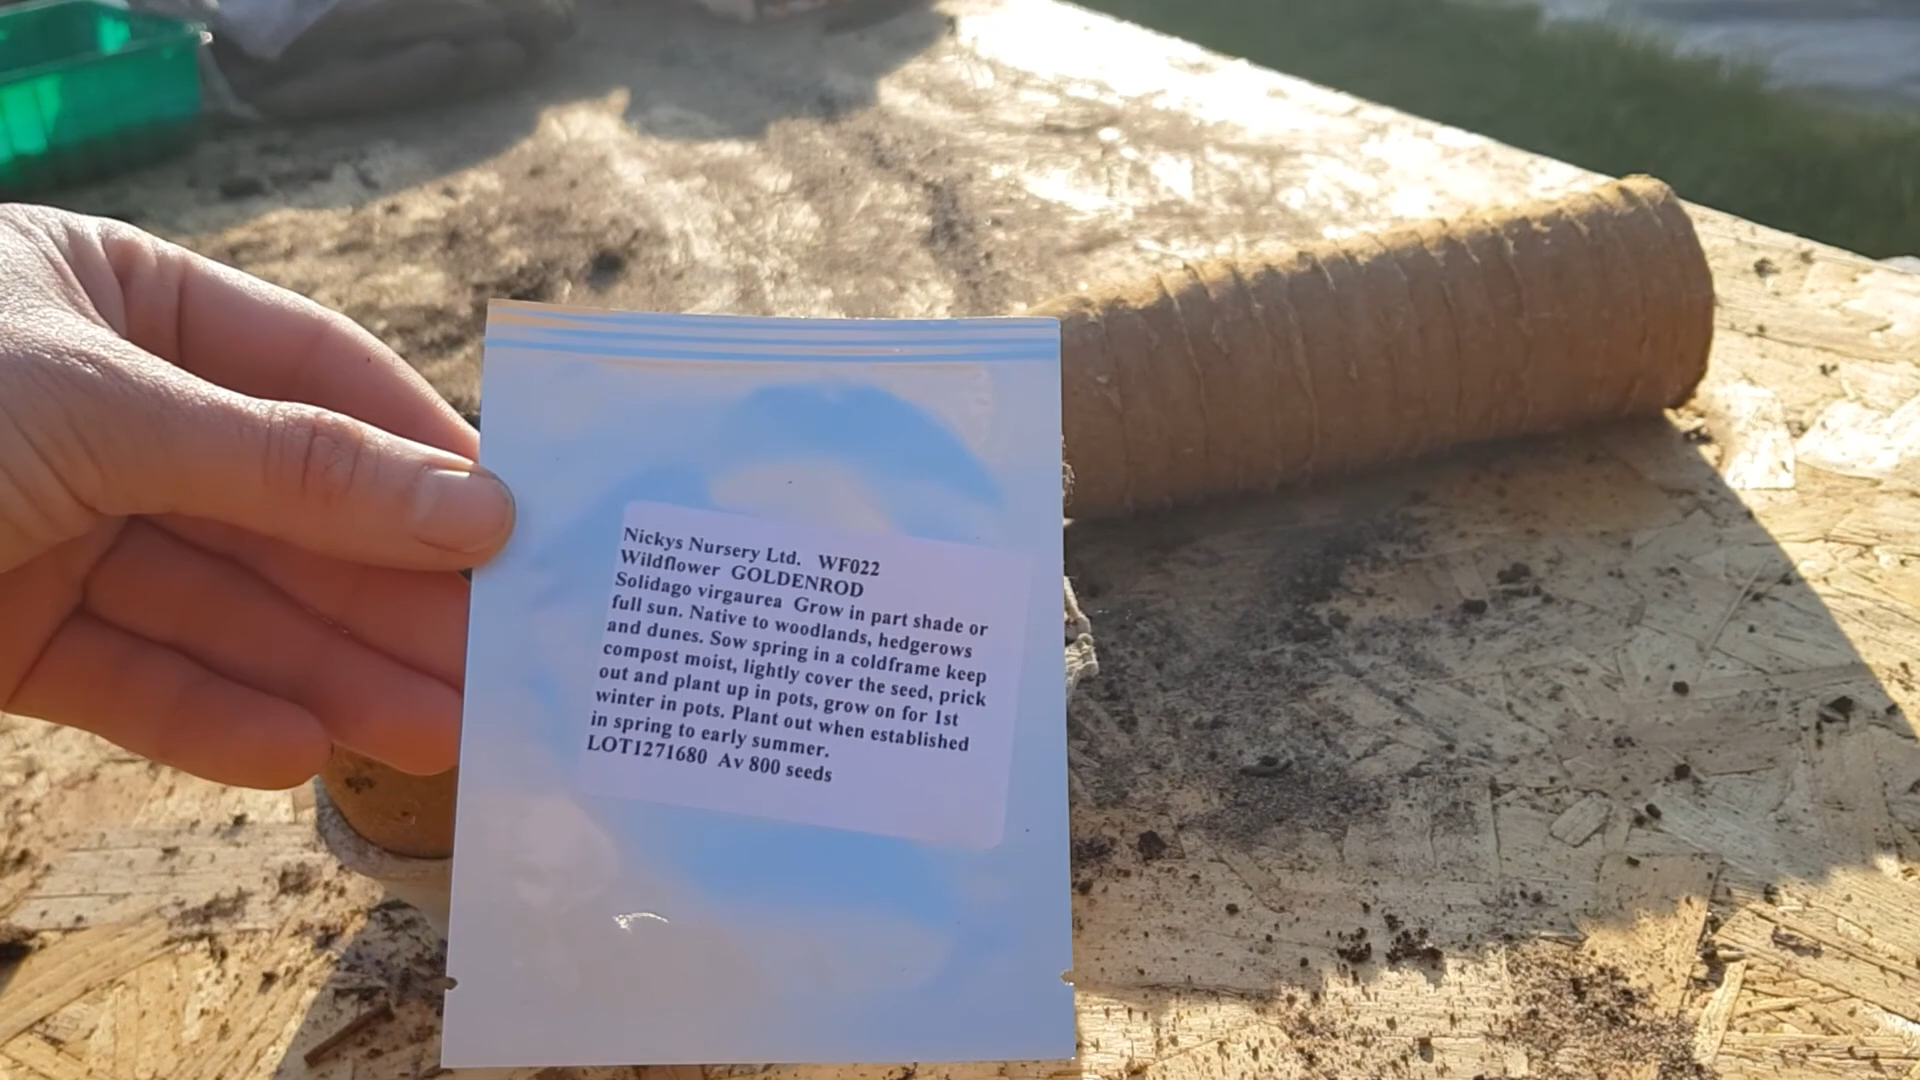 Nickys Nursery Ltd. WF022
Wildflower GOLDENROD
Solidago virgaurea Grow in part shade or
full sun. Native to woodlands, hedgerows
and dunes. Sow spring in a coldframe keep
compost moist, lightly cover the seed, prick
out and plant up in pots, grow on for 1st
winter in pots. Plant out when established
in spring to early summer.
LOT1271680 Av 800 seeds